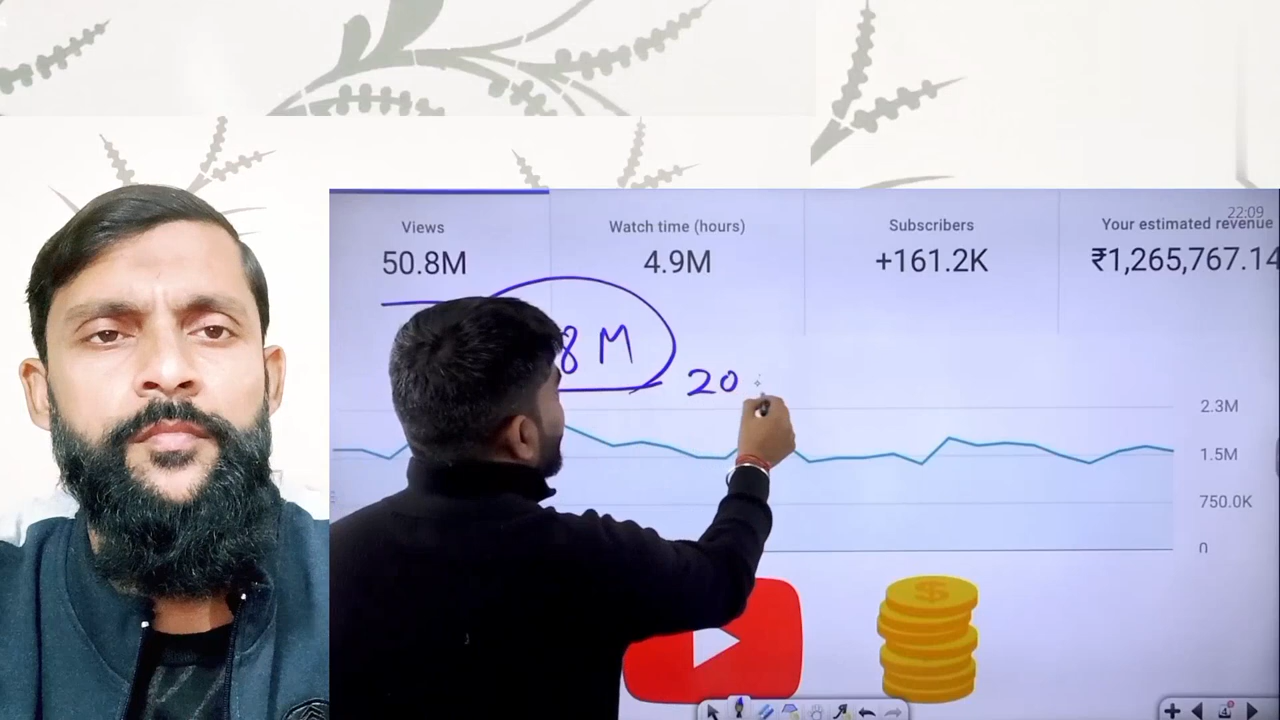 22:09
Views
Watch time (hours)
Subscribers
Your estimated revenue
50.8M
4.9M
+161.2K
₹1,265,767.14
8 M
20
2.3M
1.5M
750.0K
0
$